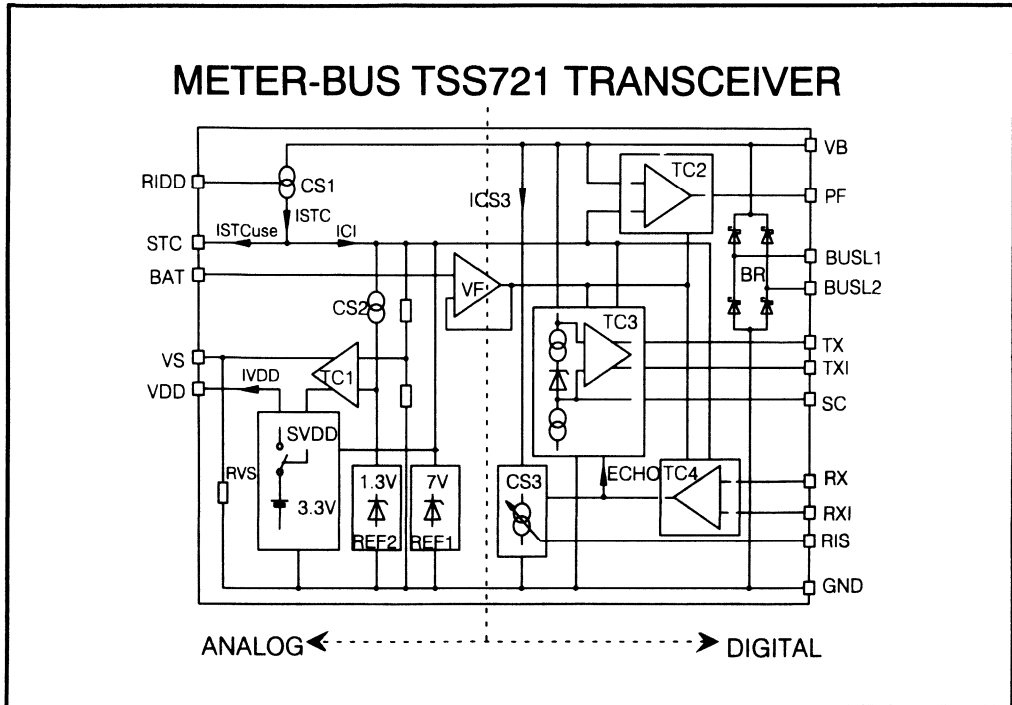 METER-BUS TSS721 TRANSCEIVER
VB
TC2
RIDD
CS1
PF
ISTC
ICS3
ISTCuse
ICI
STC
BUSL1
BAT
BR
VF
BUSL2
CS2
TC3
TX
VS
TC1
TXI
IVDD
VDD
SC
SVDD
RVS
ECHO
TC4
1.3V
7V
CS3
RX
3.3V
RXI
REF2
REF1
RIS
GND
ANALOG
DIGITAL